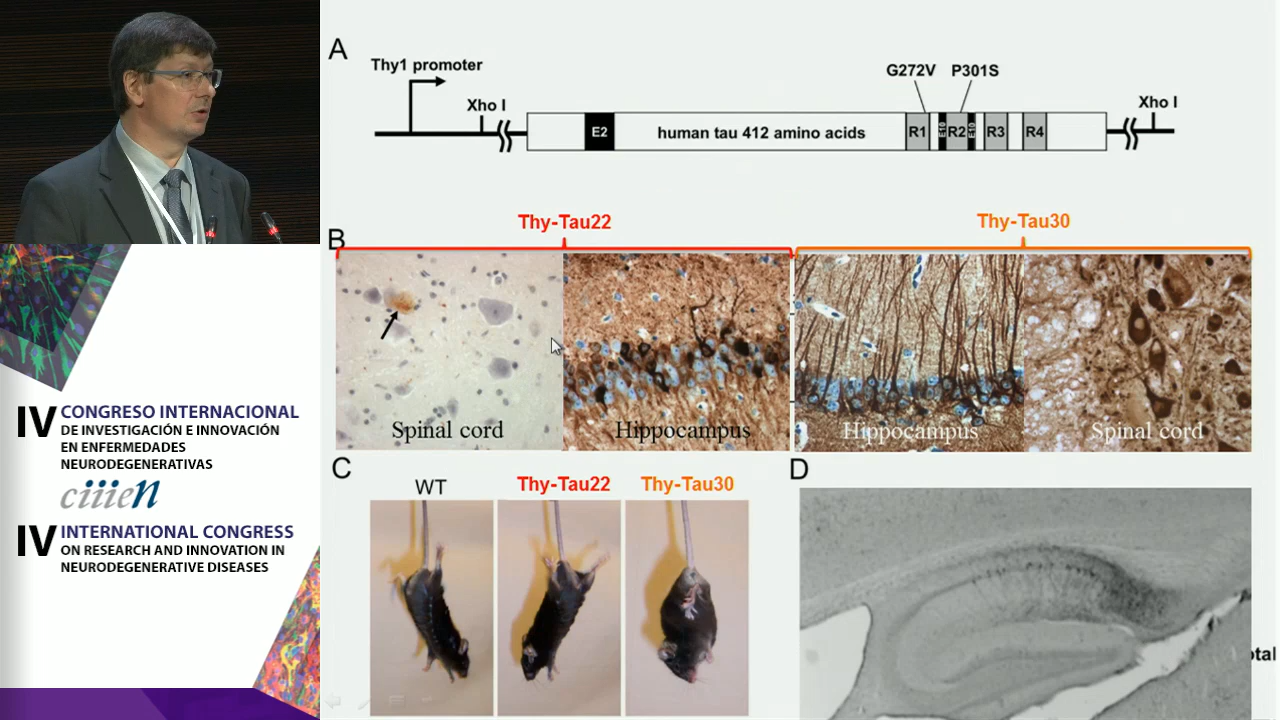 A
Thy1 promoter
Xho I
E2
human tau 412 amino acids
G272V
P301S
R1
E10
R2
E10
R3
R4
Xho I
B
Thy-Tau22
Thy-Tau30
Spinal cord
Hippocampus
Hippocampus
Spinal cord
C
WT
Thy-Tau22
Thy-Tau30
D
IV CONGRESO INTERNACIONAL
DE INVESTIGACIÓN E INNOVACIÓN
EN ENFERMEDADES
NEURODEGENERATIVAS
ciiien
IV INTERNATIONAL CONGRESS
ON RESEARCH AND INNOVATION IN
NEURODEGENERATIVE DISEASES